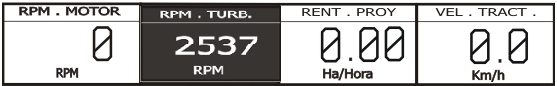 RPM . MOTOR
0
RPM
RPM . TURB.
2537
RPM
RENT . PROY
0.00
Ha/Hora
VEL . TRACT .
0.0
Km/h